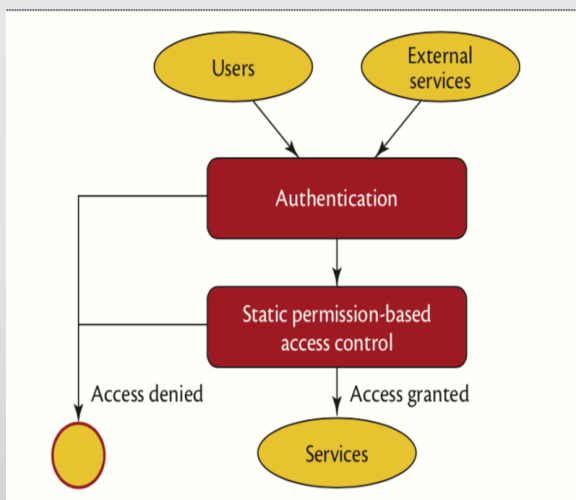 Users
External
services
Authentication
Static permission-based
access control
Access denied
Access granted
Services